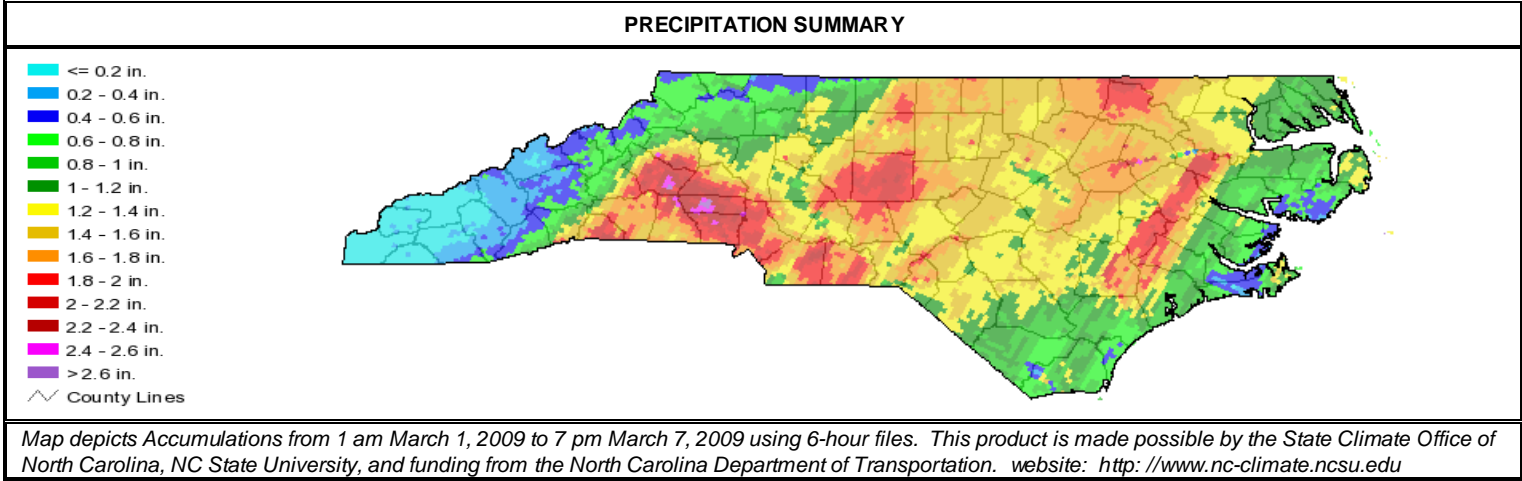 PRECIPITATION SUMMARY
<= 0.2 in.
0.2 - 0.4 in.
0.4 - 0.6 in.
0.6 - 0.8 in.
0.8 - 1 in.
1 - 1.2 in.
1.2 - 1.4 in.
1.4 - 1.6 in.
1.6 - 1.8 in.
1.8 - 2 in.
2 - 2.2 in.
2.2 - 2.4 in.
2.4 - 2.6 in.
> 2.6 in.
County Lines
Map depicts Accumulations from 1 am March 1, 2009 to 7 pm March 7, 2009 using 6-hour files. This product is made possible by the State Climate Office of
North Carolina, NC State University, and funding from the North Carolina Department of Transportation. website: http: //www.nc-climate.ncsu.edu